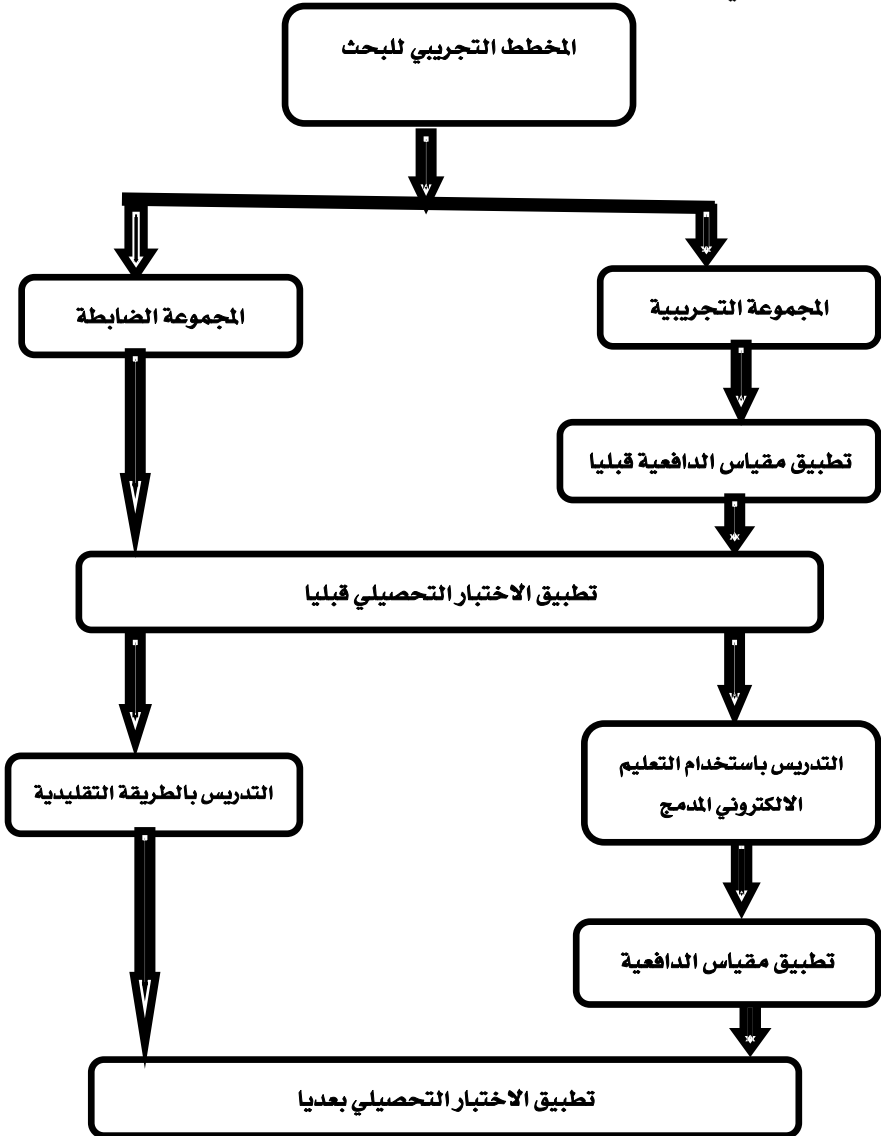 المخطط التجريبي للبحث
المجموعة التجريبية
المجموعة الضابطة
تطبيق مقياس الدافعية قبليا
تطبيق الاختبار التحصيلي قبليا
التدريس باستخدام التعليم
الالكتروني المدمج
التدريس بالطريقة التقليدية
تطبيق مقياس الدافعية
تطبيق الاختبار التحصيلي بعديا